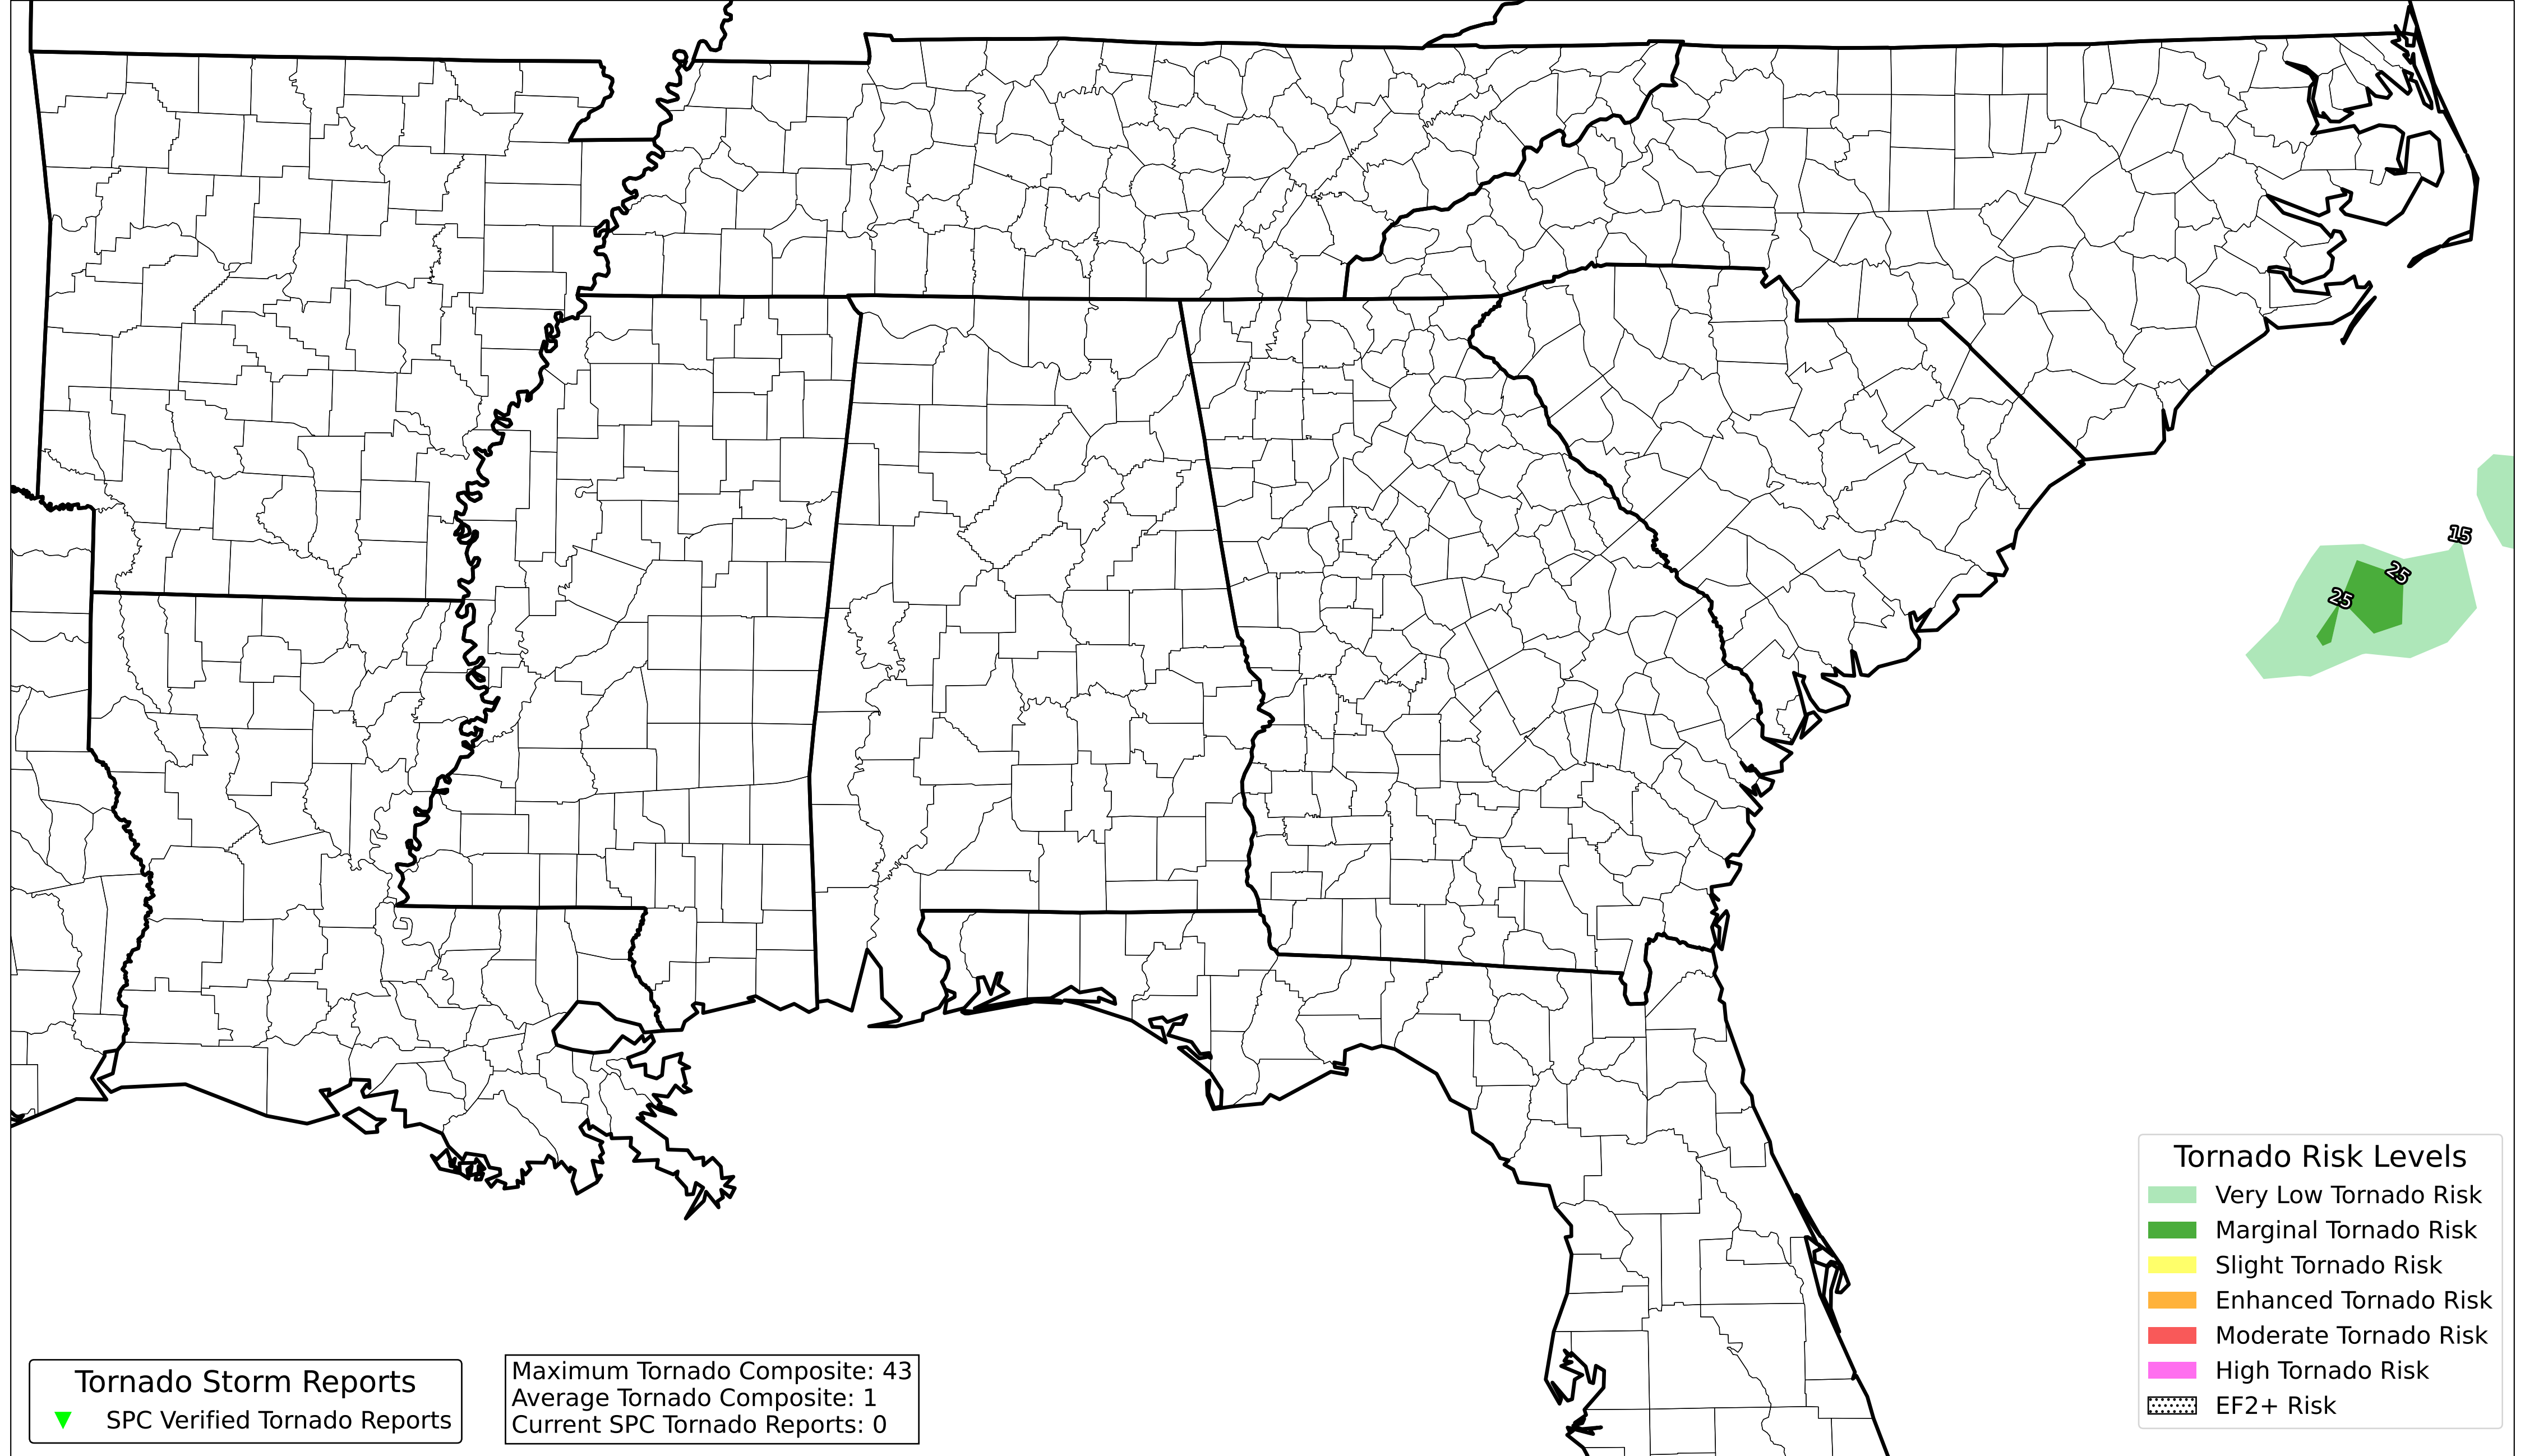 15
25
25
Tornado Risk Levels
Very Low Tornado Risk
Marginal Tornado Risk
Slight Tornado Risk
Enhanced Tornado Risk
Moderate Tornado Risk
High Tornado Risk
EF2+ Risk
Tornado Storm Reports
SPC Verified Tornado Reports
Maximum Tornado Composite: 43
Average Tornado Composite: 1
Current SPC Tornado Reports: 0